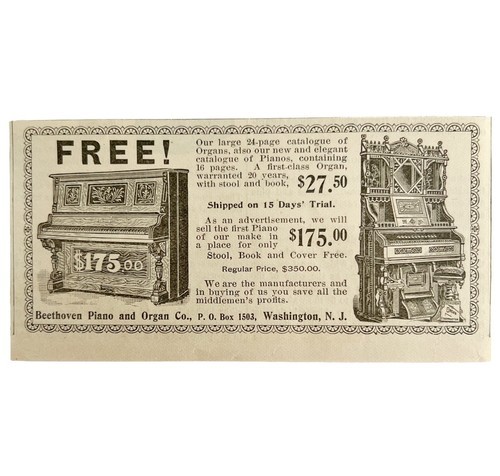 FREE!
Our large 24-page catalogue of
Organs, also our new and elegant
catalogue of Pianos, containing
16 pages. A first-class Organ,
warranted 20 years,
with stool and book, $27.50
Shipped on 15 Days' Trial.
As an advertisement, we will
sell the first Piano
of our make in $175.00
a place for only
Stool, Book and Cover Free.
Regular Price, $350.00.
We are the manufacturers and
in buying of us you save all the
middlemen's profits.
$175.00
Beethoven Piano and Organ Co., P. O. Box 1503, Washington, N. J.